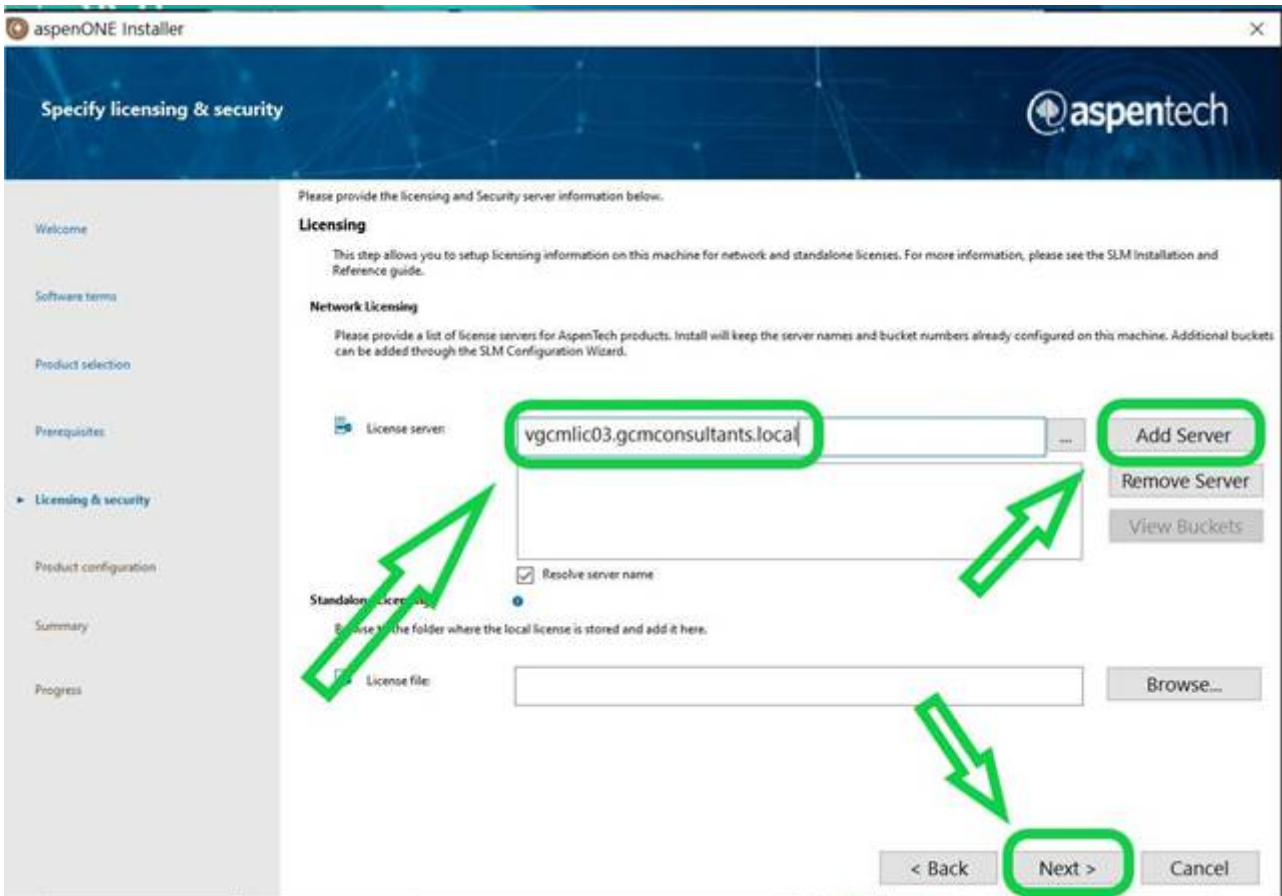 aspenONE Installer
Specify licensing & security
aspentech
Welcome
Software terms
Product selection
Prerequisites
Licensing & security
Product configuration
Summary
Progress
Please provide the licensing and Security server information below.
Licensing
This step allows you to setup licensing information on this machine for network and standalone licenses. For more information, please see the SLM Installation and
Reference guide.
Network Licensing
Please provide a list of license servers for AspenTech products. Install will keep the server names and bucket numbers already configured on this machine. Additional buckets
can be added through the SLM Configuration Wizard.
License server:
vgcmlic03.gcmconsultants.local
...
Add Server
Remove Server
View Buckets
Resolve server name
Standalone Licensing
Browse to the folder where the local license is stored and add it here.
License file:
Browse...
< Back
Next >
Cancel